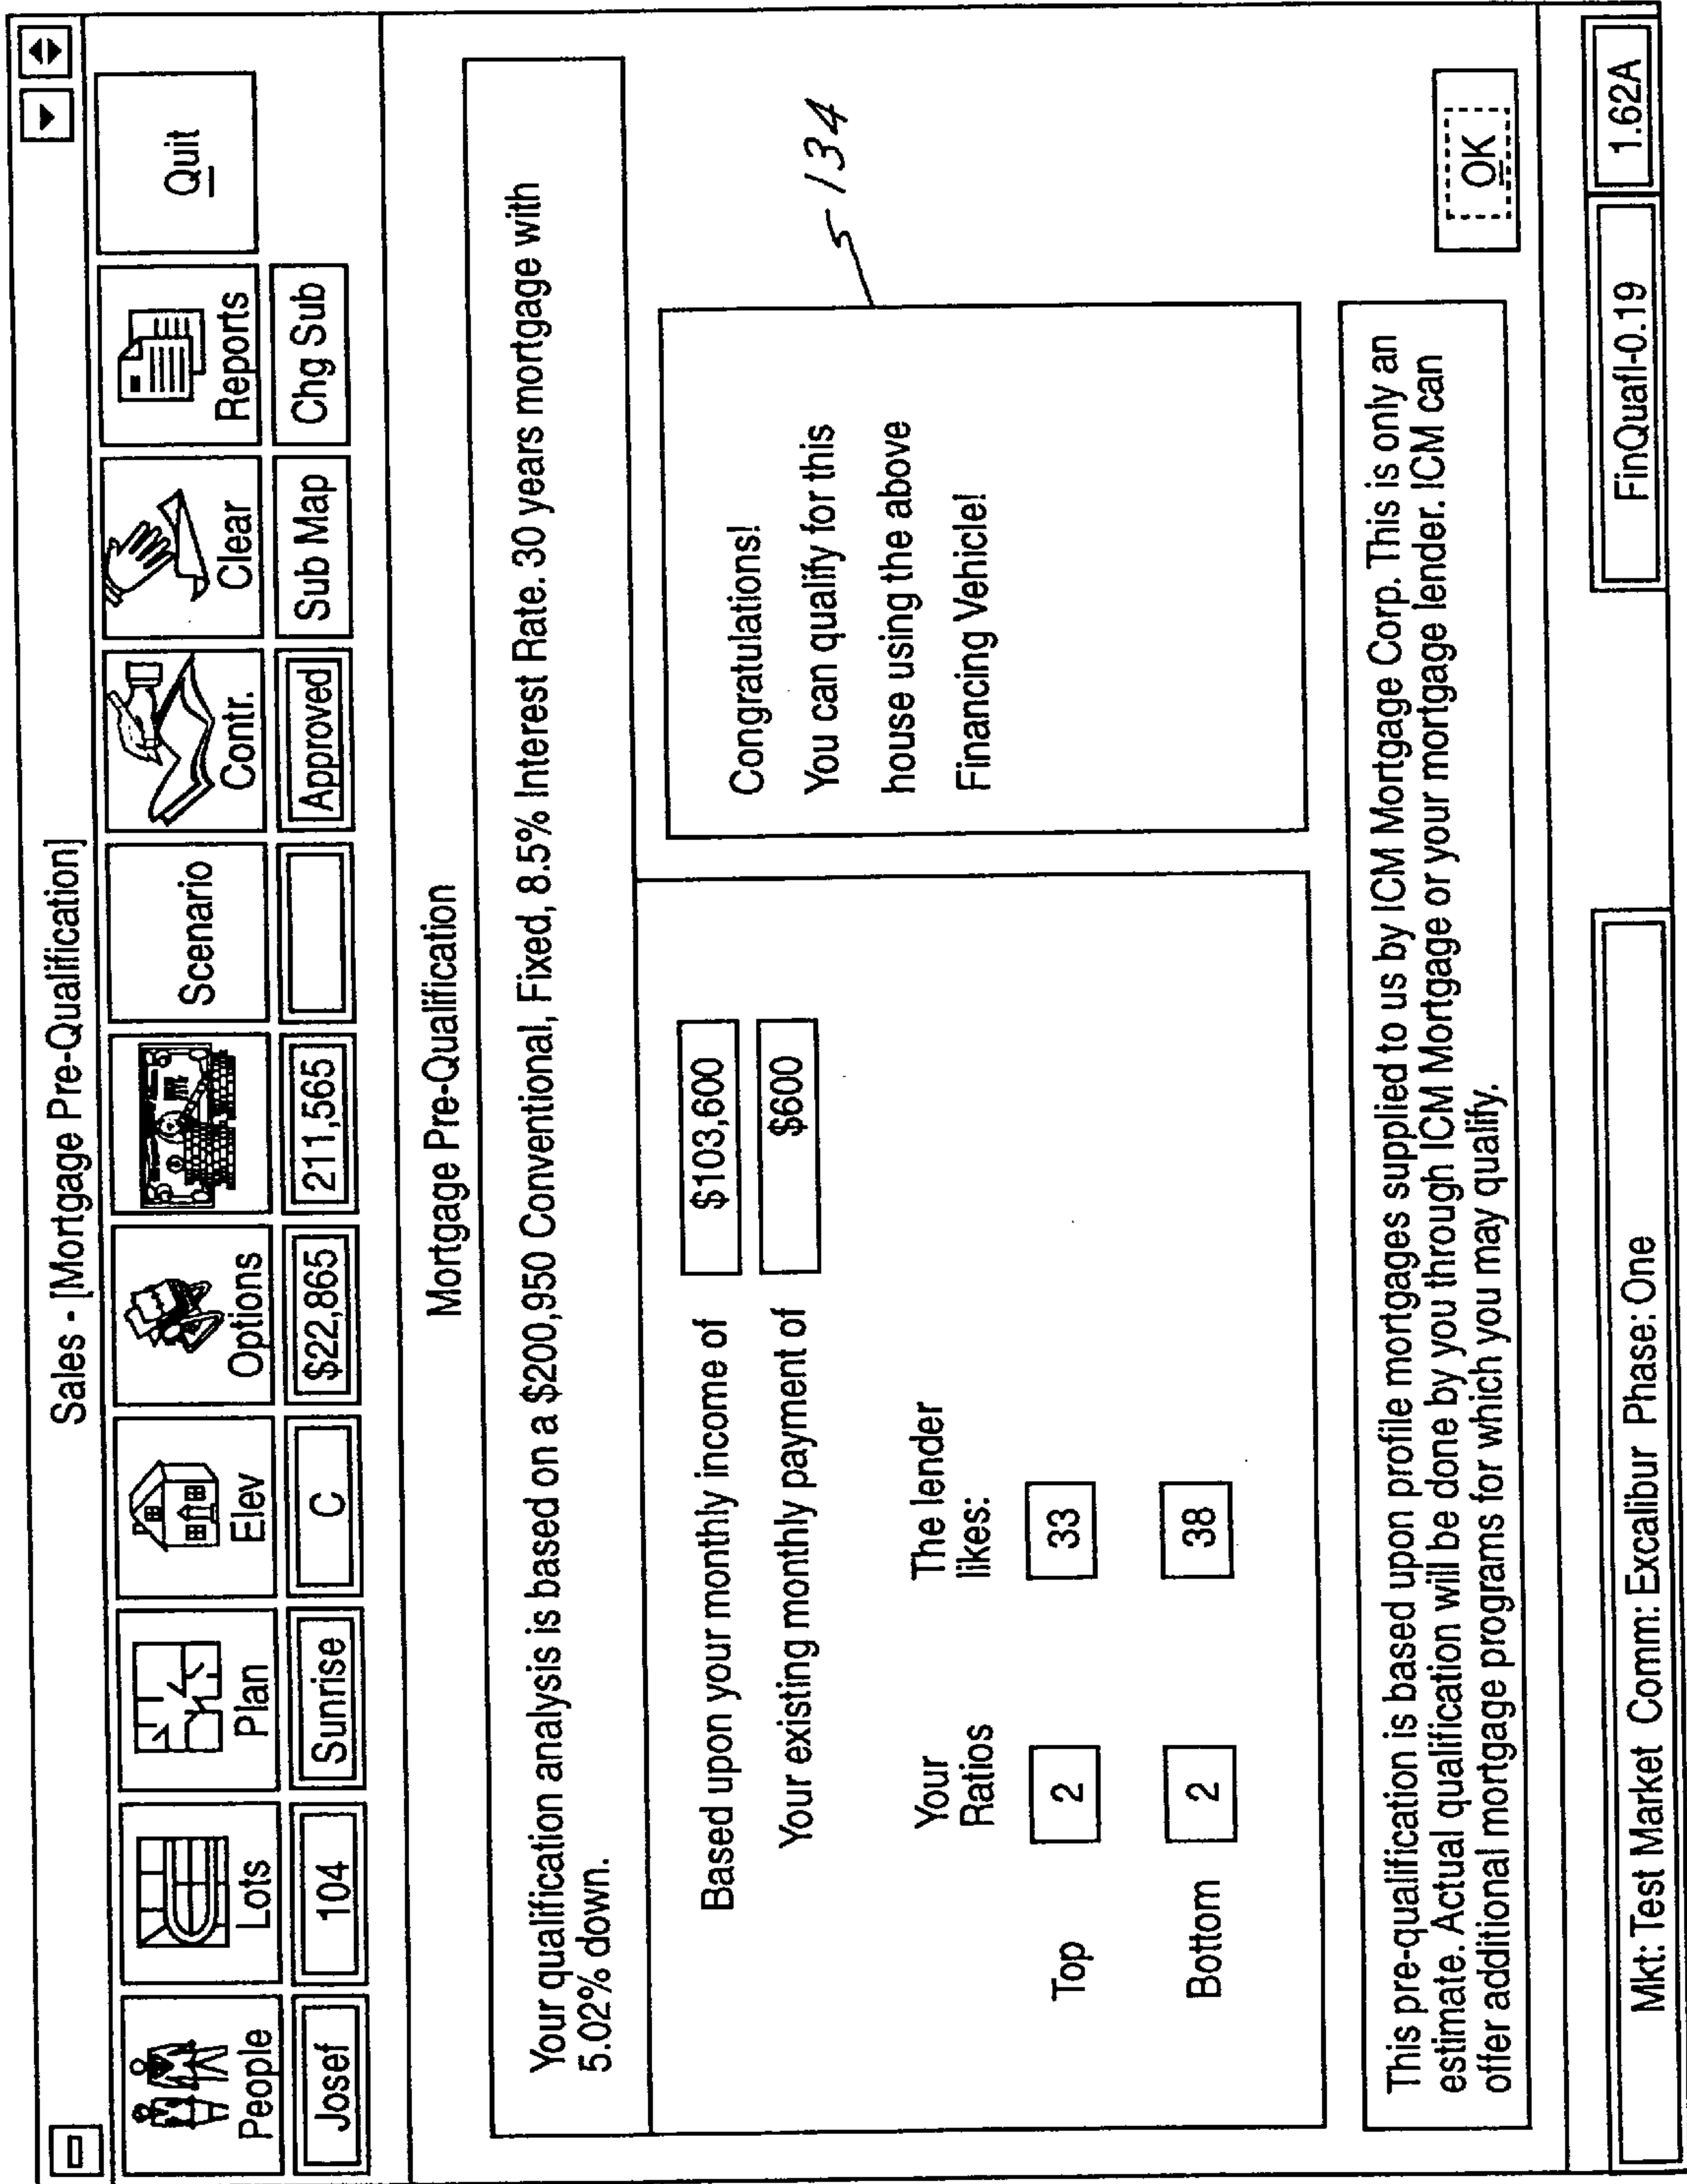 Sales - [Mortgage Pre-Qualification]
People Lots Plan Elev Options Scenario Contr. Clear Reports Quit
Josef 104 Sunrise C $22,865 211,565 Approved Sub Map Chg Sub
Mortgage Pre-Qualification
Your qualification analysis is based on a $200,950 Conventional, Fixed, 8.5% Interest Rate. 30 years mortgage with
5.02% down.
Based upon your monthly income of $103,600
Your existing monthly payment of $600
Your
Ratios
The lender
likes:
Top 2 33
Bottom 2 38
Congratulations!
You can qualify for this
house using the above
Financing Vehicle!
134
This pre-qualification is based upon profile mortgages supplied to us by ICM Mortgage Corp. This is only an
estimate. Actual qualification will be done by you through ICM Mortgage or your mortgage lender. ICM can
offer additional mortgage programs for which you may qualify.
OK
Mkt: Test Market Comm: Excalibur Phase: One FinQuafl-0.19 1.62A